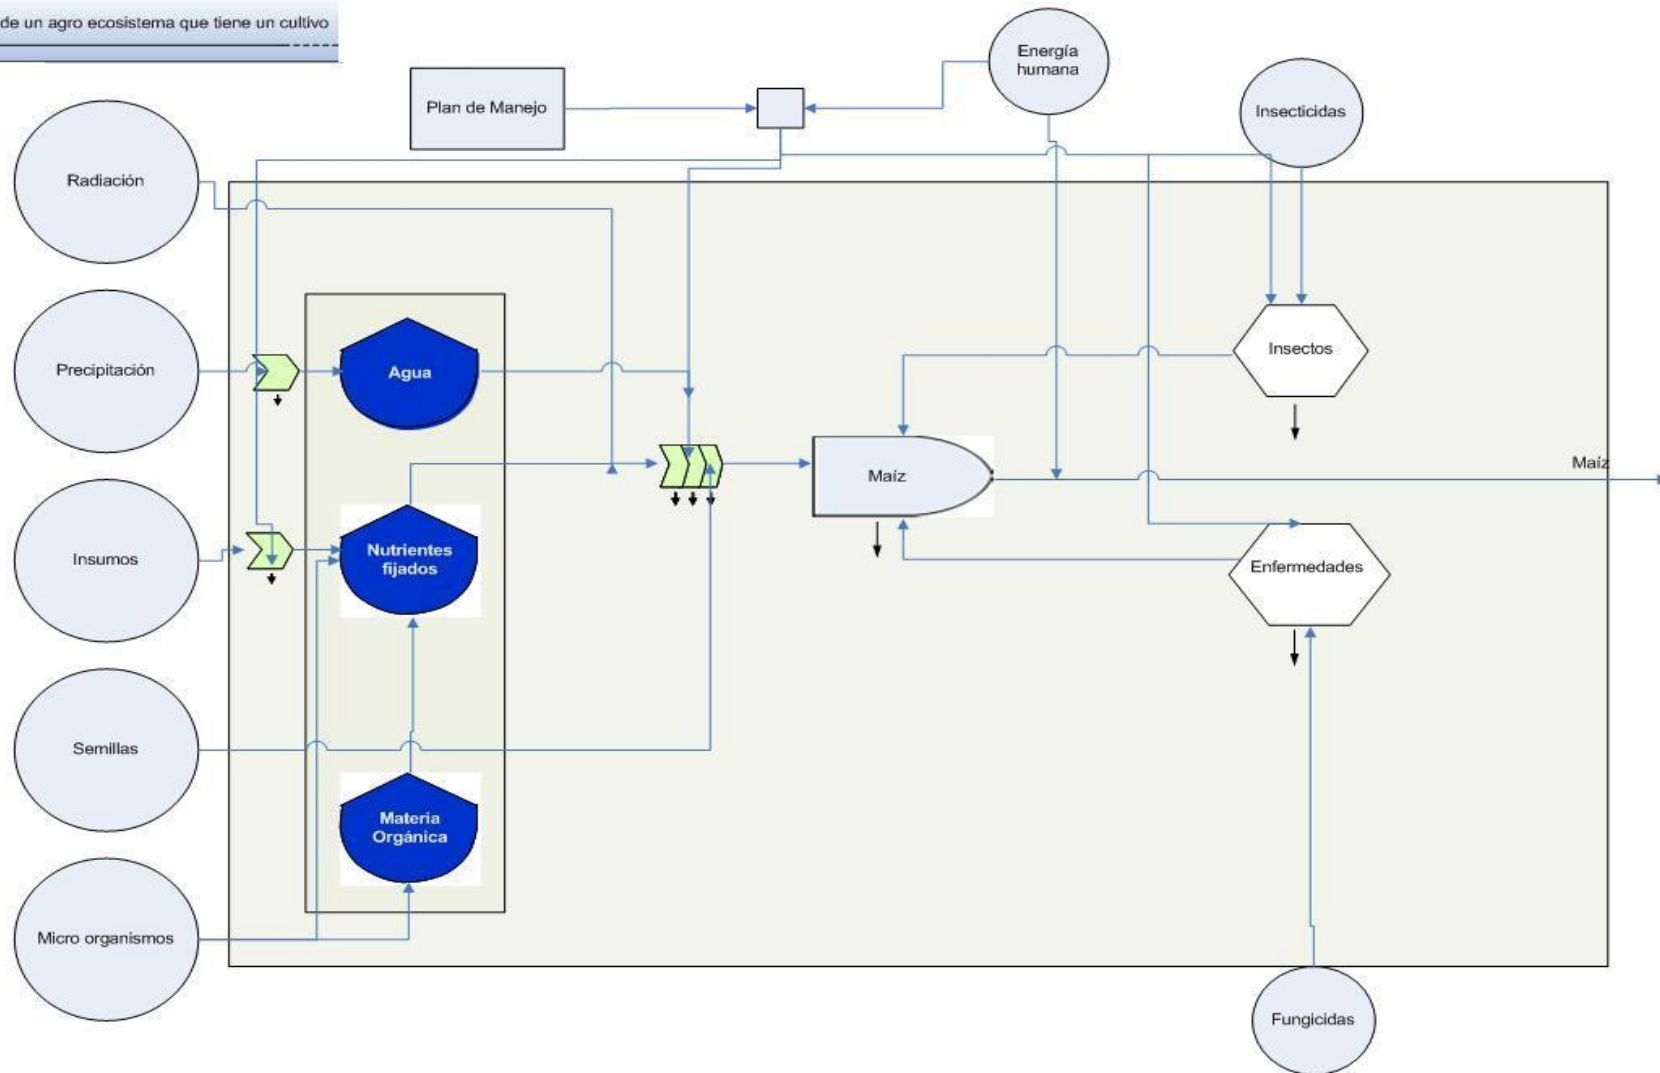 de un agro ecosistema que tiene un cultivo
Energía
humana
Plan de Manejo
Insecticidas
Radiación
Precipitación
Agua
Insectos
Maíz
Maíz
Insumos
Nutrientes
fijados
Enfermedades
Semillas
Materia
Orgánica
Micro organismos
Fungicidas